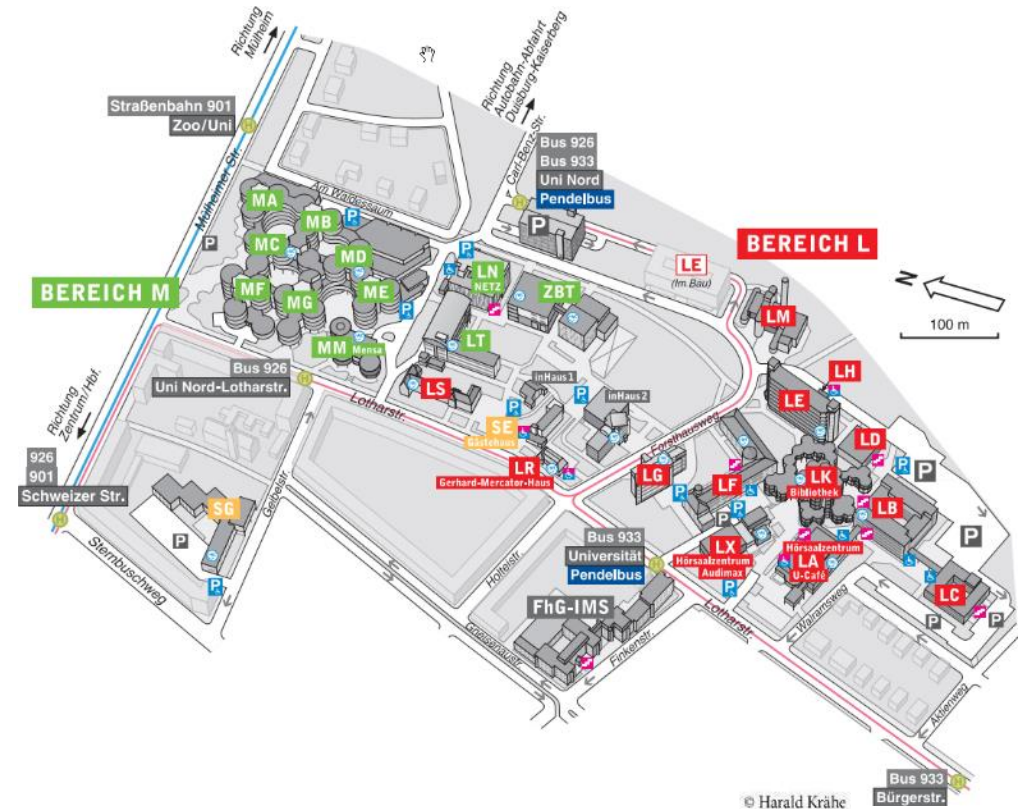 Richtung
Mülheim
Richtung
Autobahn-Abfahrt
Duisburg-Kaiserberg
Straßenbahn 901
Zoo/Uni
Mülheimer Str.
Carl-Benz-Str.
Bus 926
Bus 933
Uni Nord
Pendelbus
Am Waldessaum
P
MA
MB
MC
MD
MF
MG
ME
MM Mensa
P
BEREICH M
LN
NETZ
ZBT
LT
LS
LE
(Im Bau)
BEREICH L
N
100 m
LM
LH
LE
LD
LK
Bibliothek
LB
LF
LG
LX
Hörsaalzentrum
Audimax
Hörsaalzentrum
LA
U-Café
LC
P
P
P
P
P
inHaus 1
inHaus 2
SE
Gästehaus
LR
Gerhard-Mercator-Haus
Forsthausweg
Bus 926
Uni Nord-Lotharstr.
Lotharstr.
Richtung
Zentrum/Hbf.
926
901
Schweizer Str.
SG
P
Geibelstr.
Sternbuschweg
Holteistr.
Gneisenaustr.
Bus 933
Universität
Pendelbus
FhG-IMS
Finkenstr.
Lotharstr.
Walramsweg
Aktienweg
Bus 933
Bürgerstr.
© Harald Krähe